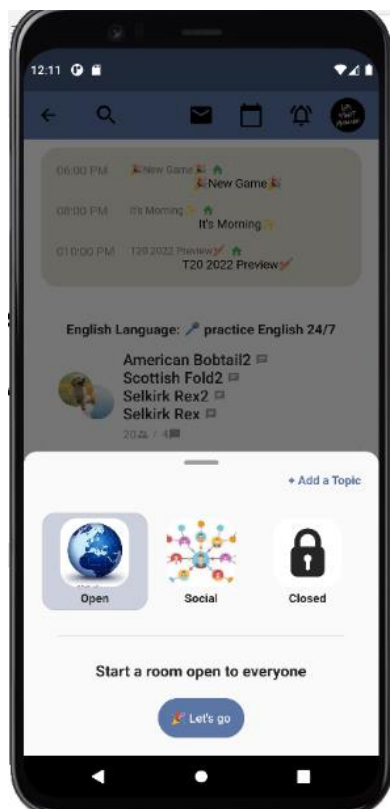 12:11
06:00 PM 🎉New Game🎉
🎉New Game🎉
08:00 PM It's Morning✨
It's Morning✨
010:00 PM T20 2022 Preview🏏
T20 2022 Preview🏏
English Language: 🎤 practice English 24/7
American Bobtail2
Scottish Fold2
Selkirk Rex2
Selkirk Rex
20 / 4
+ Add a Topic
Open Social Closed
Start a room open to everyone
🎉 Let's go